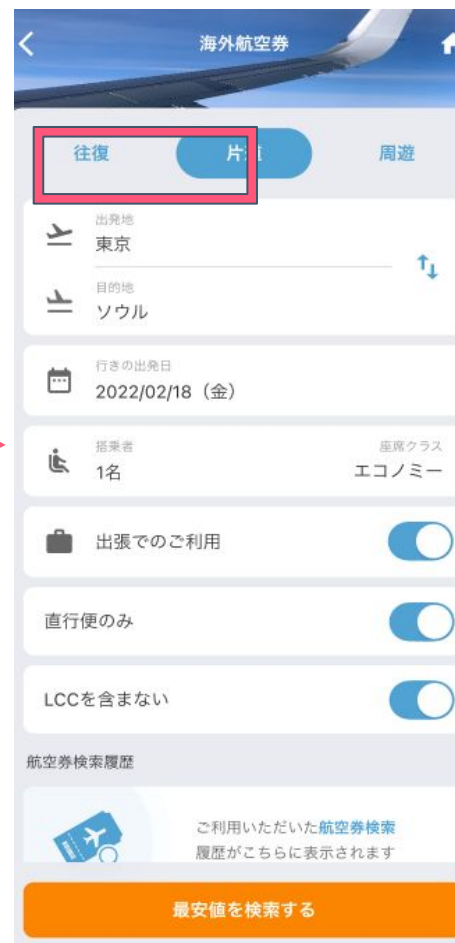 海外航空券
往復
周遊
出発地
東京
目的地
ソウル
行きの出発日
2022/02/18（金）
搭乗者
座席クラス
1名
エコノミー
出張でのご利用
直行便のみ
LCCを含まない
航空券検索履歴
ご利用いただいた航空券検索
履歴がこちらに表示されます
最安値を検索する